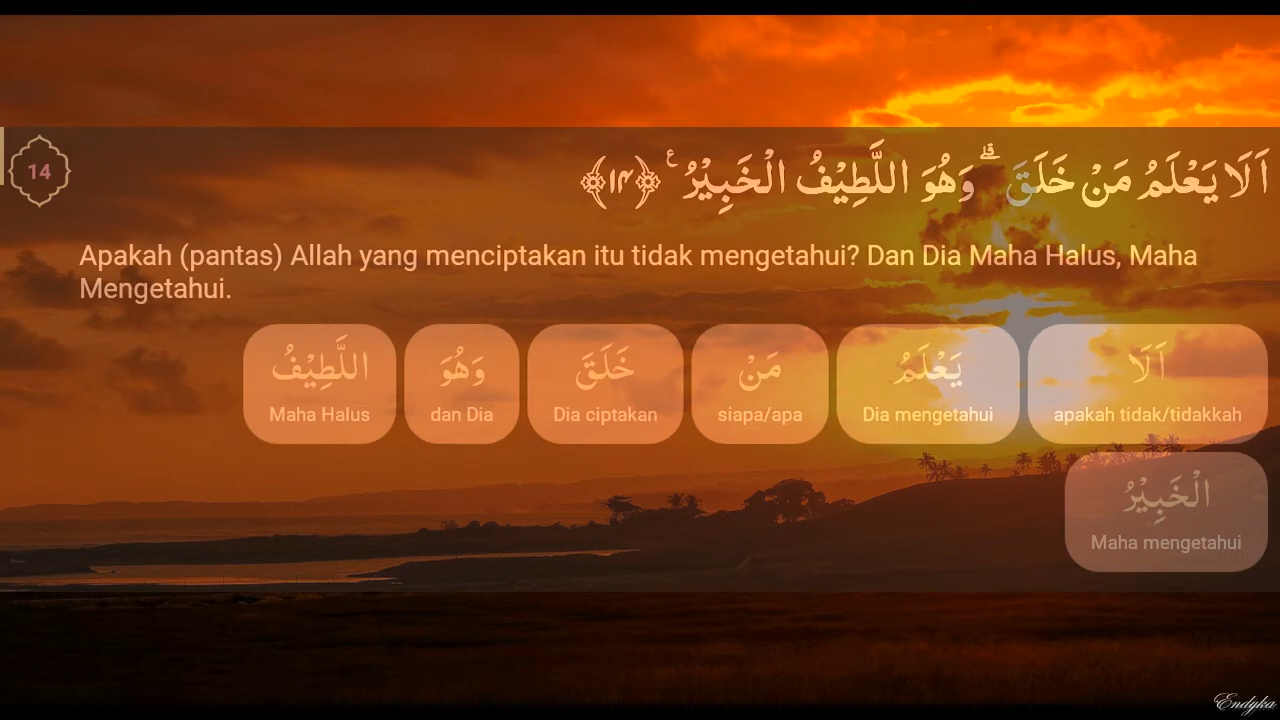 14
اَلَا يَعْلَمُ مَنْ خَلَقَۗ وَهُوَ اللَّطِيْفُ الْخَبِيْرُ ࣖ ﴿١٤﴾
Apakah (pantas) Allah yang menciptakan itu tidak mengetahui? Dan Dia Maha Halus, Maha
Mengetahui.
اَلَا
apakah tidak/tidakkah
يَعْلَمُ
Dia mengetahui
مَنْ
siapa/apa
خَلَقَ
Dia ciptakan
وَهُوَ
dan Dia
اللَّطِيْفُ
Maha Halus
الْخَبِيْرُ
Maha mengetahui
Endyka